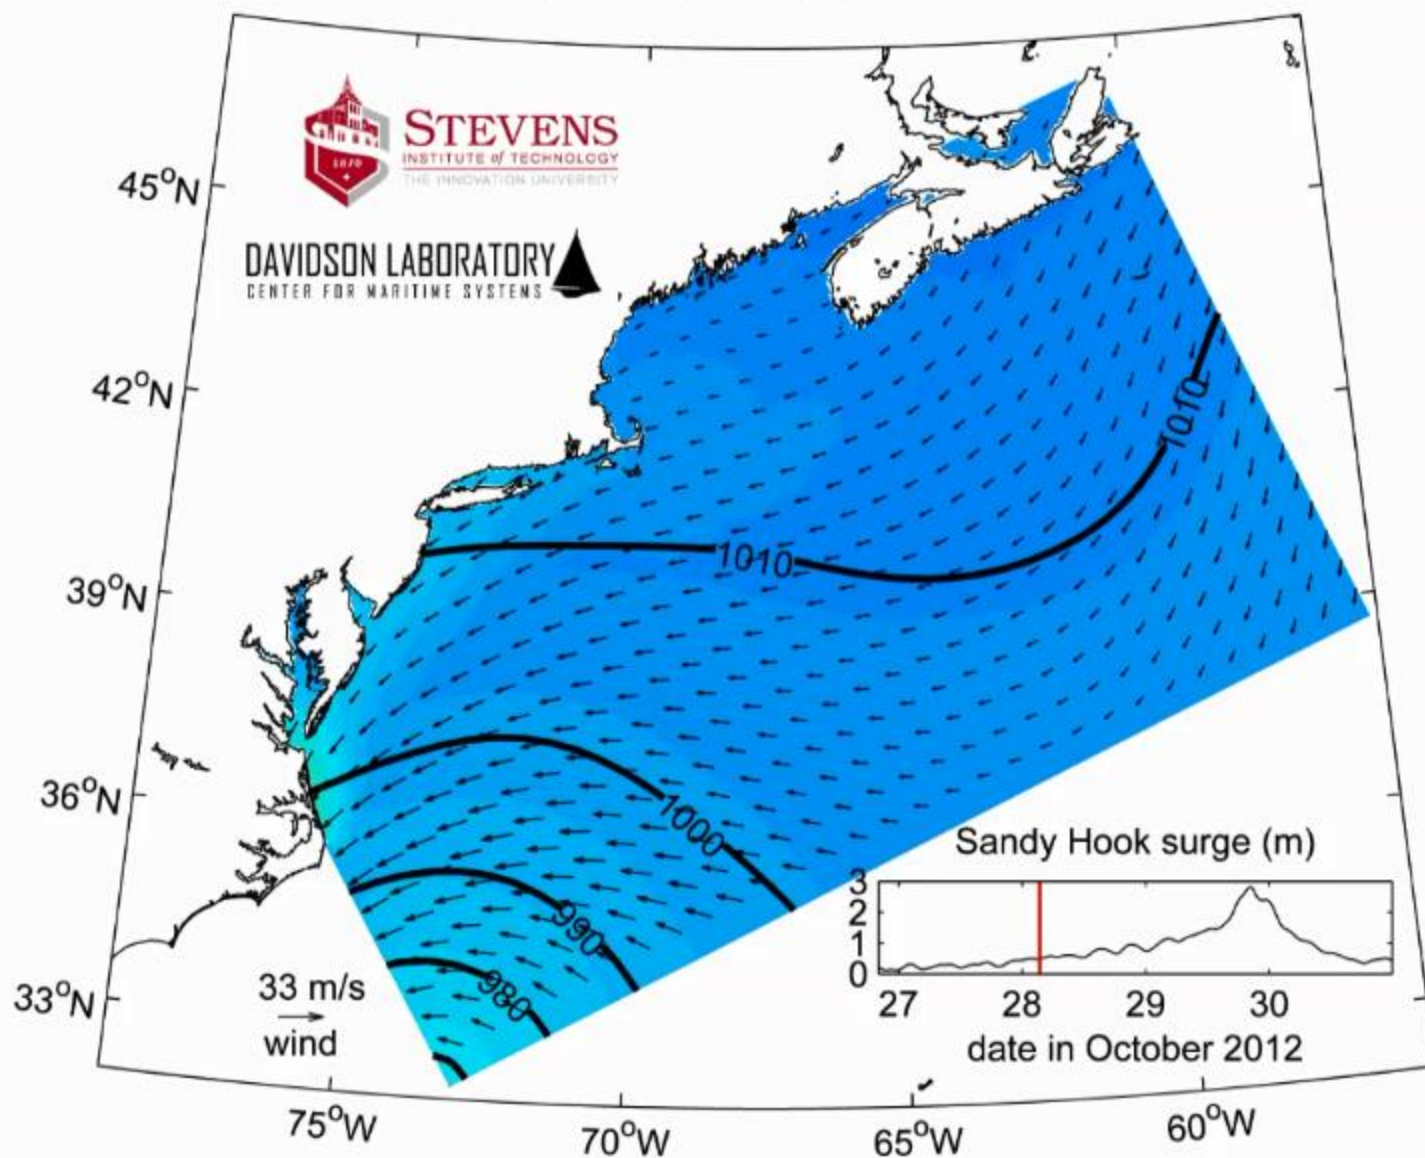 STEVENS
INSTITUTE of TECHNOLOGY
THE INNOVATION UNIVERSITY
1870
DAVIDSON LABORATORY
CENTER FOR MARITIME SYSTEMS
45°N
42°N
39°N
36°N
33°N
1010
1010
1000
990
980
33 m/s
wind
Sandy Hook surge (m)
3
2
1
0
27 28 29 30
date in October 2012
75°W 70°W 65°W 60°W